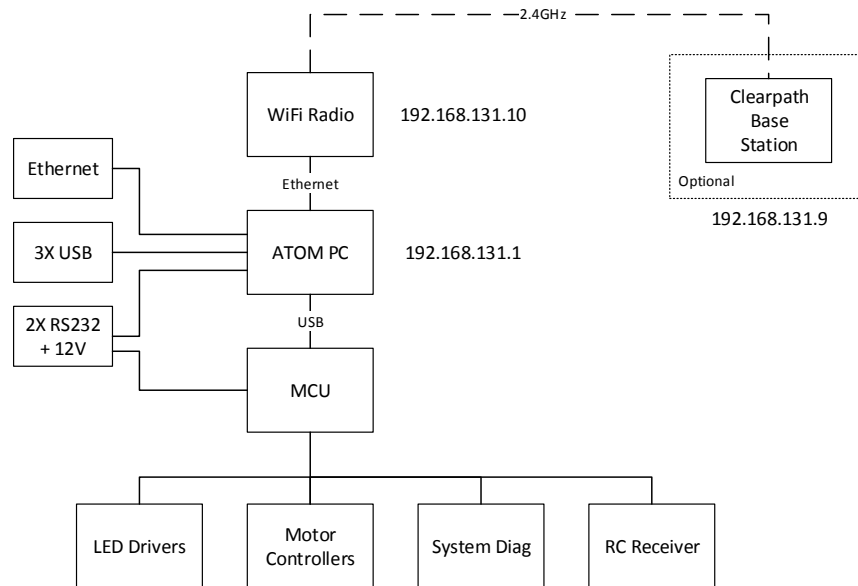 2.4GHz
WiFi Radio
192.168.131.10
Clearpath
Base
Station
Optional
192.168.131.9
Ethernet
Ethernet
3X USB
ATOM PC
192.168.131.1
USB
2X RS232
+ 12V
MCU
LED Drivers
Motor
Controllers
System Diag
RC Receiver